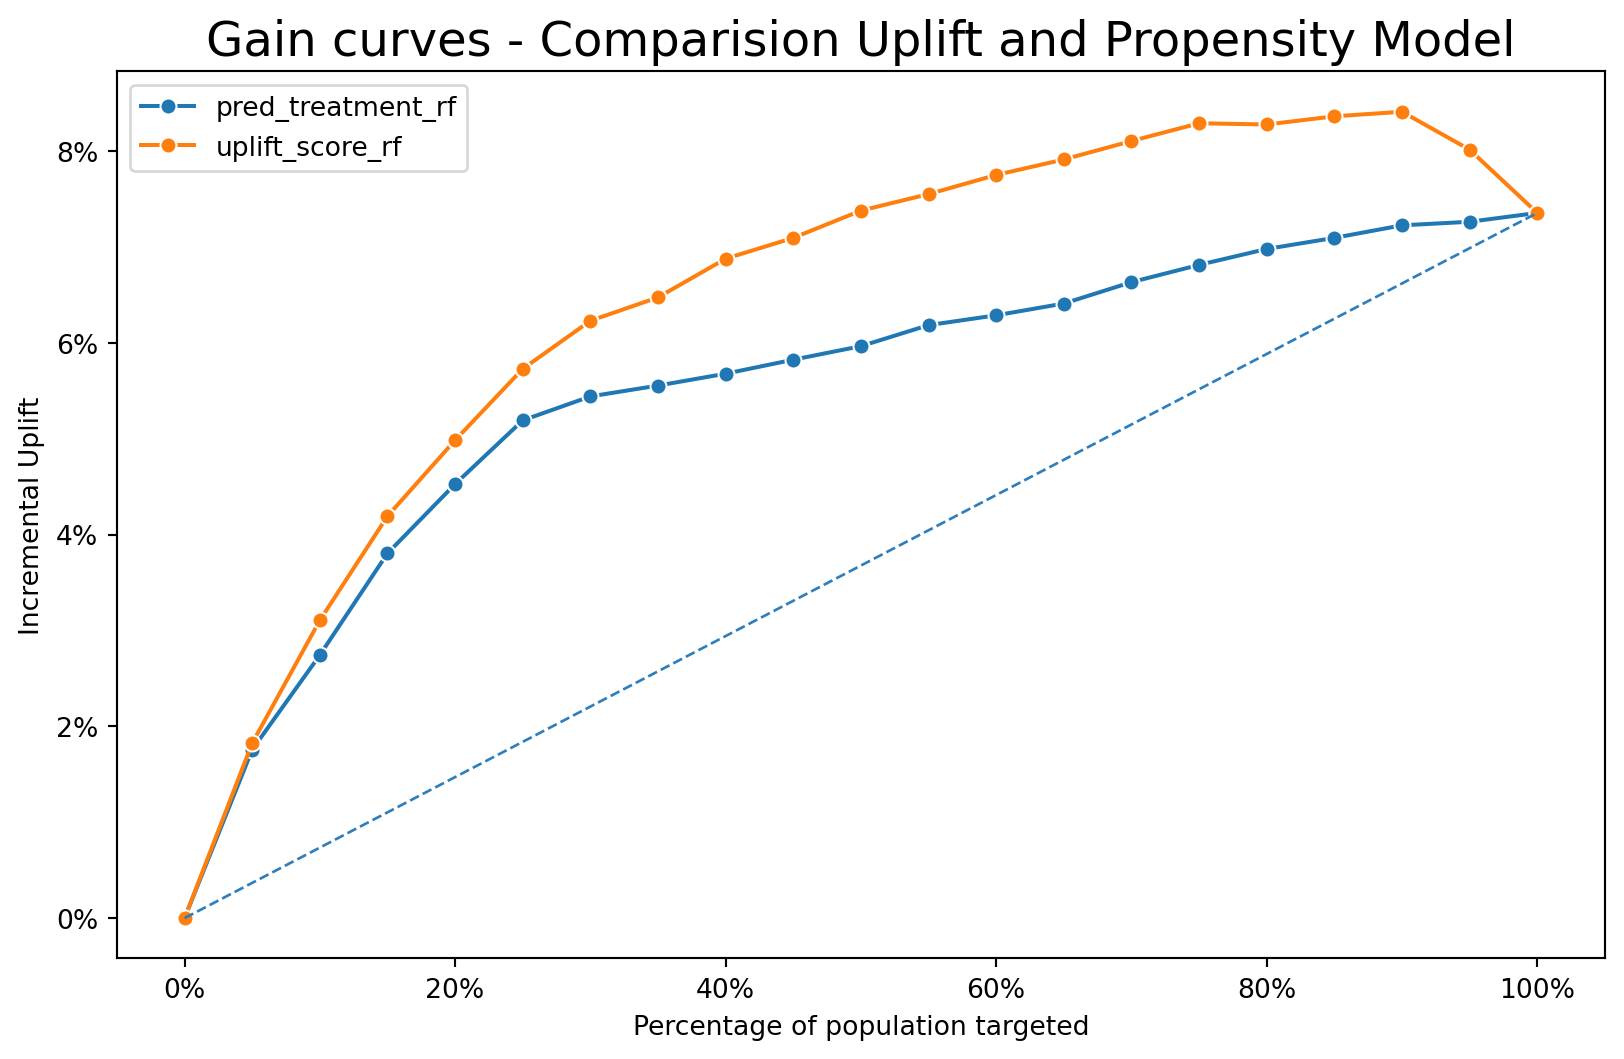 Gain curves - Comparision Uplift and Propensity Model
pred_treatment_rf
uplift_score_rf
8%
6%
4%
2%
0%
Incremental Uplift
0%
20%
40%
60%
80%
100%
Percentage of population targeted